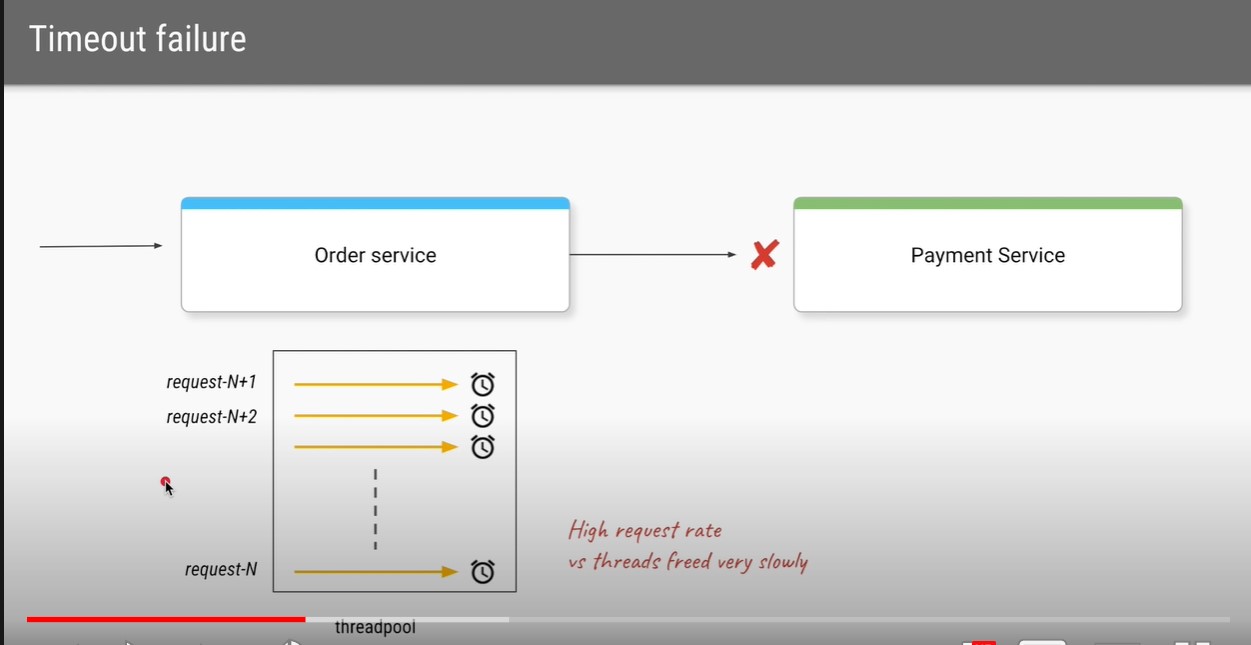 Timeout failure
Order service
Payment Service
request-N+1
request-N+2
request-N
High request rate
vs threads freed very slowly
threadpool